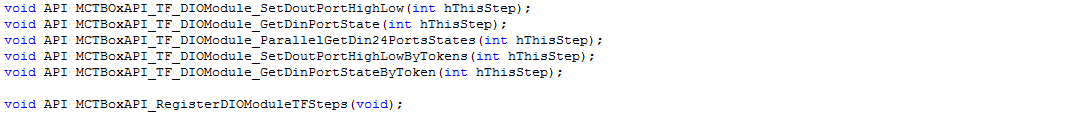 void API MCTBOxAPI_TF_DIOModule_SetDoutPortHighLow(int hThisStep);
void API MCTBoxAPI_TF_DIOModule_GetDinPortState(int hThisStep);
void API MCTBoxAPI_TF_DIOModule_ParallelGetDin24PortsStates(int hThisStep);
void API MCTBoxAPI_TF_DIOModule_SetDoutPortHighLowByTokens(int hThisStep);
void API MCTBoxAPI_TF_DIOModule_GetDinPortStateByToken(int hThisStep);
void API MCTBoxAPI_RegisterDIOModuleTFSteps(void);